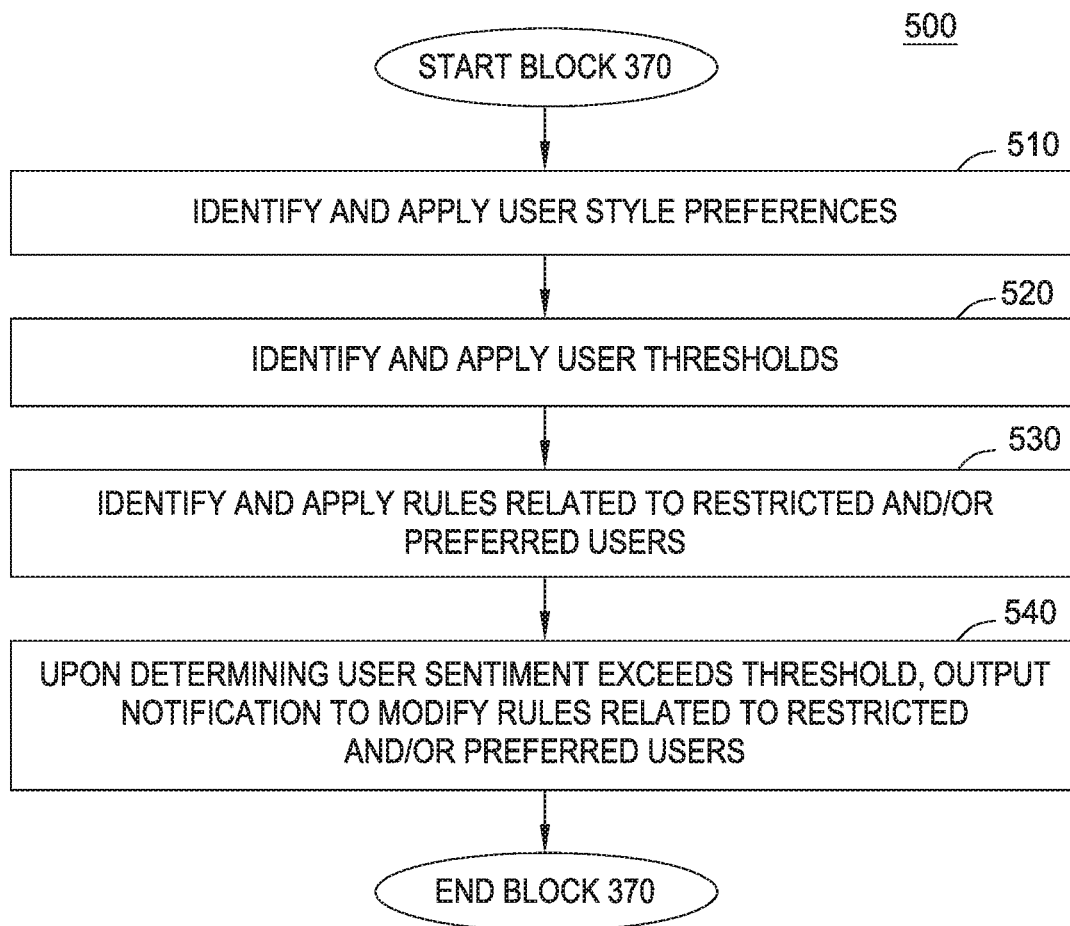 500
START BLOCK 370
510
IDENTIFY AND APPLY USER STYLE PREFERENCES
520
IDENTIFY AND APPLY USER THRESHOLDS
530
IDENTIFY AND APPLY RULES RELATED TO RESTRICTED AND/OR
PREFERRED USERS
540
UPON DETERMINING USER SENTIMENT EXCEEDS THRESHOLD, OUTPUT
NOTIFICATION TO MODIFY RULES RELATED TO RESTRICTED
AND/OR PREFERRED USERS
END BLOCK 370